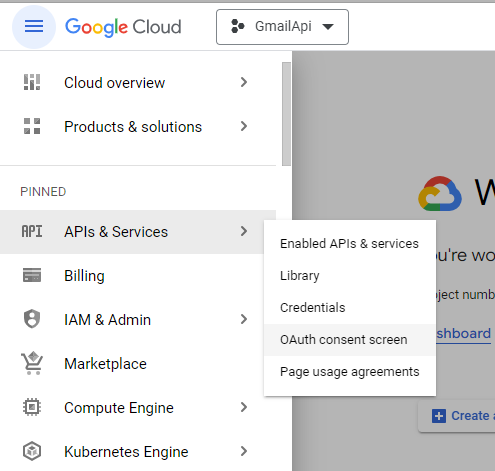 Google Cloud
GmailApi
Cloud overview
Products & solutions
PINNED
API APIs & Services
Billing
IAM & Admin
Marketplace
Compute Engine
Kubernetes Engine
Enabled APIs & services
Library
Credentials
OAuth consent screen
Page usage agreements
W
ou're wo
oject numb
shboard
Create a